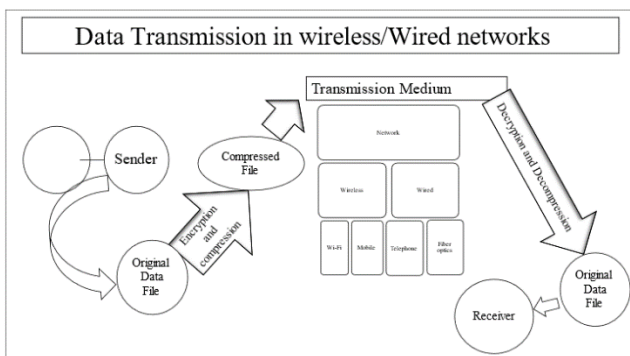 Data Transmission in wireless/Wired networks
Transmission Medium
Sender
Original
Data
File
Encryption
and
compression
Compressed
File
Network
Wireless
Wired
Wi-Fi
Mobile
Telephone
Fiber
optics
Decryption and Decompression
Original
Data
File
Receiver